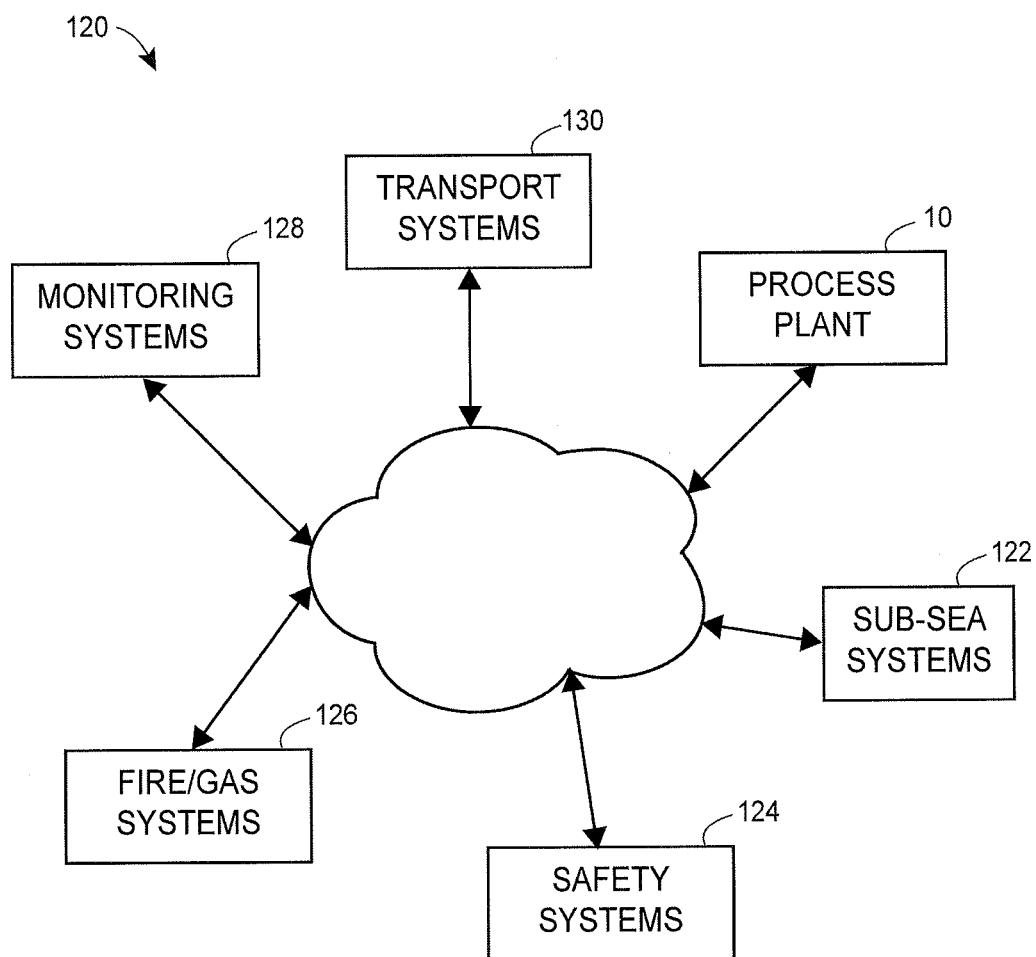 120
130
TRANSPORT
SYSTEMS
128
MONITORING
SYSTEMS
10
PROCESS
PLANT
122
SUB-SEA
SYSTEMS
126
FIRE/GAS
SYSTEMS
124
SAFETY
SYSTEMS